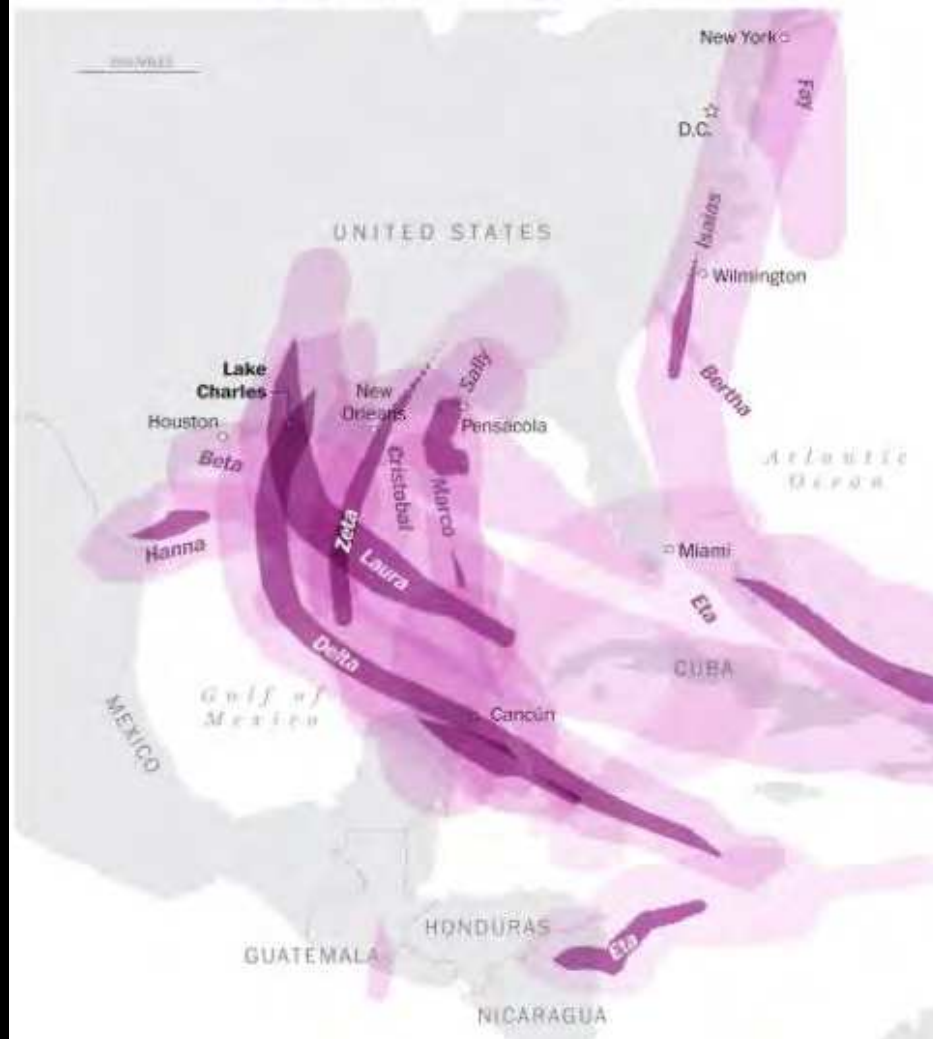 New York
Fay
D.C.
Isaias
UNITED STATES
Wilmington
Bertha
Lake
Charles
New
Orleans
Sally
Houston
Pensacola
Beta
Cristobal
Marco
Atlantic
Ocean
Hanna
Zeta
Laura
Miami
Eta
Delta
CUBA
Gulf of
Mexico
Cancún
MEXICO
HONDURAS
Eta
GUATEMALA
NICARAGUA